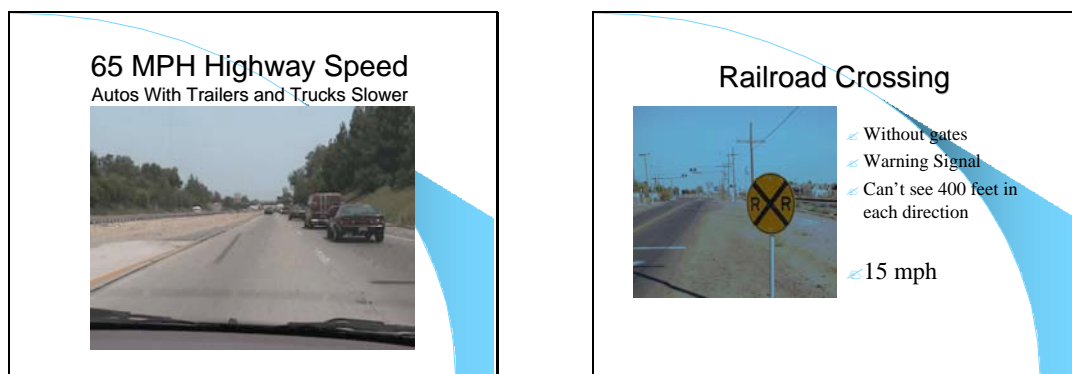 65 MPH Highway Speed
Autos With Trailers and Trucks Slower
Railroad Crossing
Without gates
Warning Signal
Can't see 400 feet in
each direction
15 mph
R R